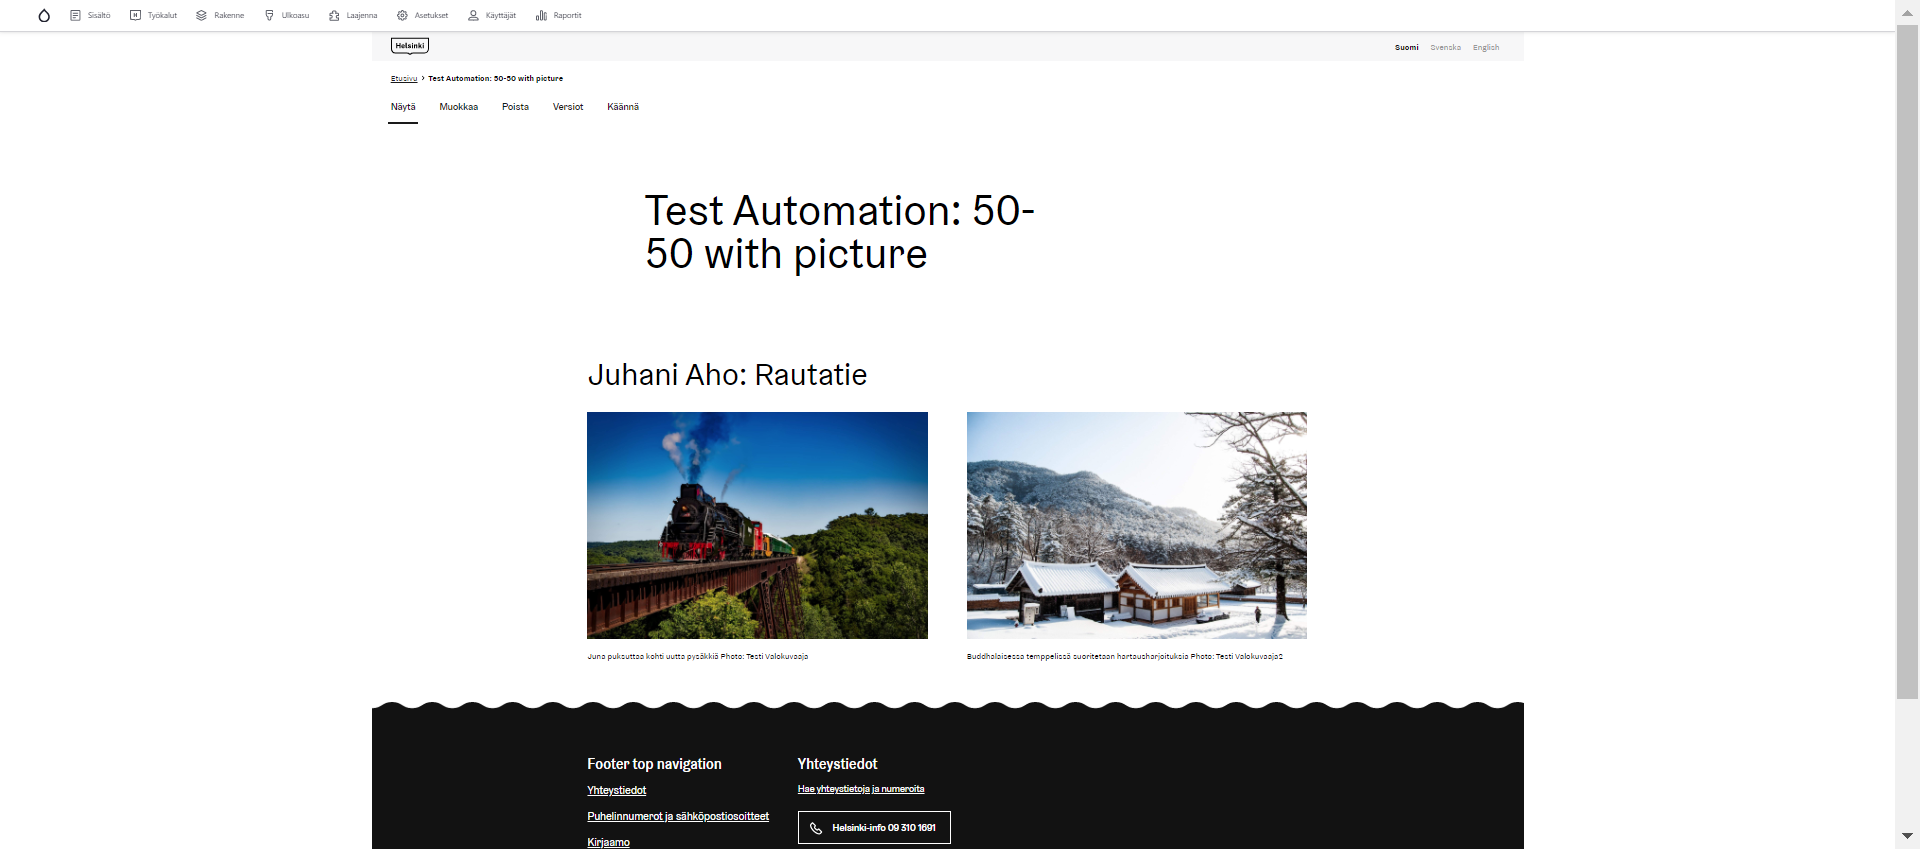 Sisältö Työkalut Rakenne Ulkoasu Laajenna Asetukset Käyttäjät Raportit
Helsinki
Suomi Svenska English
Etusivu > Test Automation: 50-50 with picture
Näytä Muokkaa Poista Versiot Käännä
Test Automation: 50-
50 with picture
Juhani Aho: Rautatie
Juna puksuttaa kohti uutta pysäkkiä Photo: Testi Valokuvaaja
Buddhalaisessa temppelissä suoritetaan hartausharjoituksia Photo: Testi Valokuvaaja2
Footer top navigation
Yhteystiedot
Puhelinnumerot ja sähköpostiosoitteet
Kirjaamo
Yhteystiedot
Hae yhteystietoja ja numeroita
Helsinki-info 09 310 1691